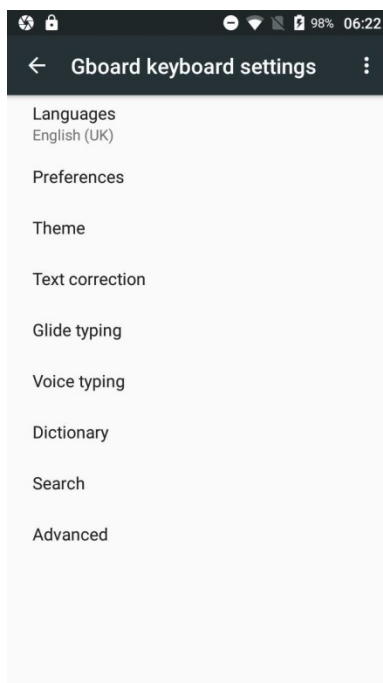 98% 06:22
Gboard keyboard settings
Languages
English (UK)
Preferences
Theme
Text correction
Glide typing
Voice typing
Dictionary
Search
Advanced